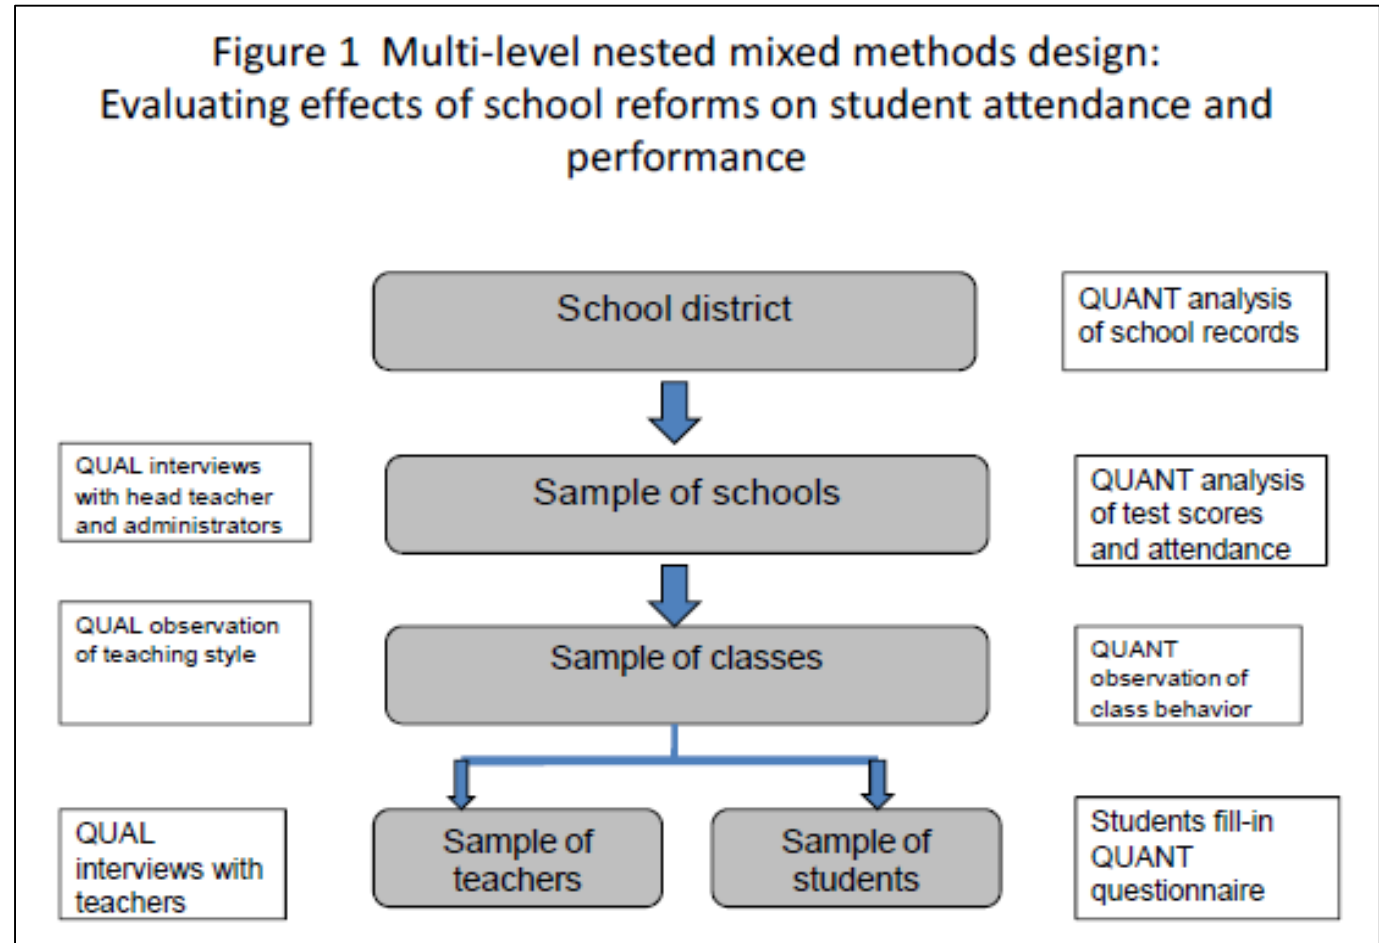 Figure 1  Multi-level nested mixed methods design:
Evaluating effects of school reforms on student attendance and
performance
School district
QUANT analysis
of school records
QUAL interviews
with head teacher
and administrators
Sample of schools
QUANT analysis
of test scores
and attendance
QUAL observation
of teaching style
Sample of classes
QUANT
observation of
class behavior
QUAL
interviews with
teachers
Sample of
teachers
Sample of
students
Students fill-in
QUANT
questionnaire